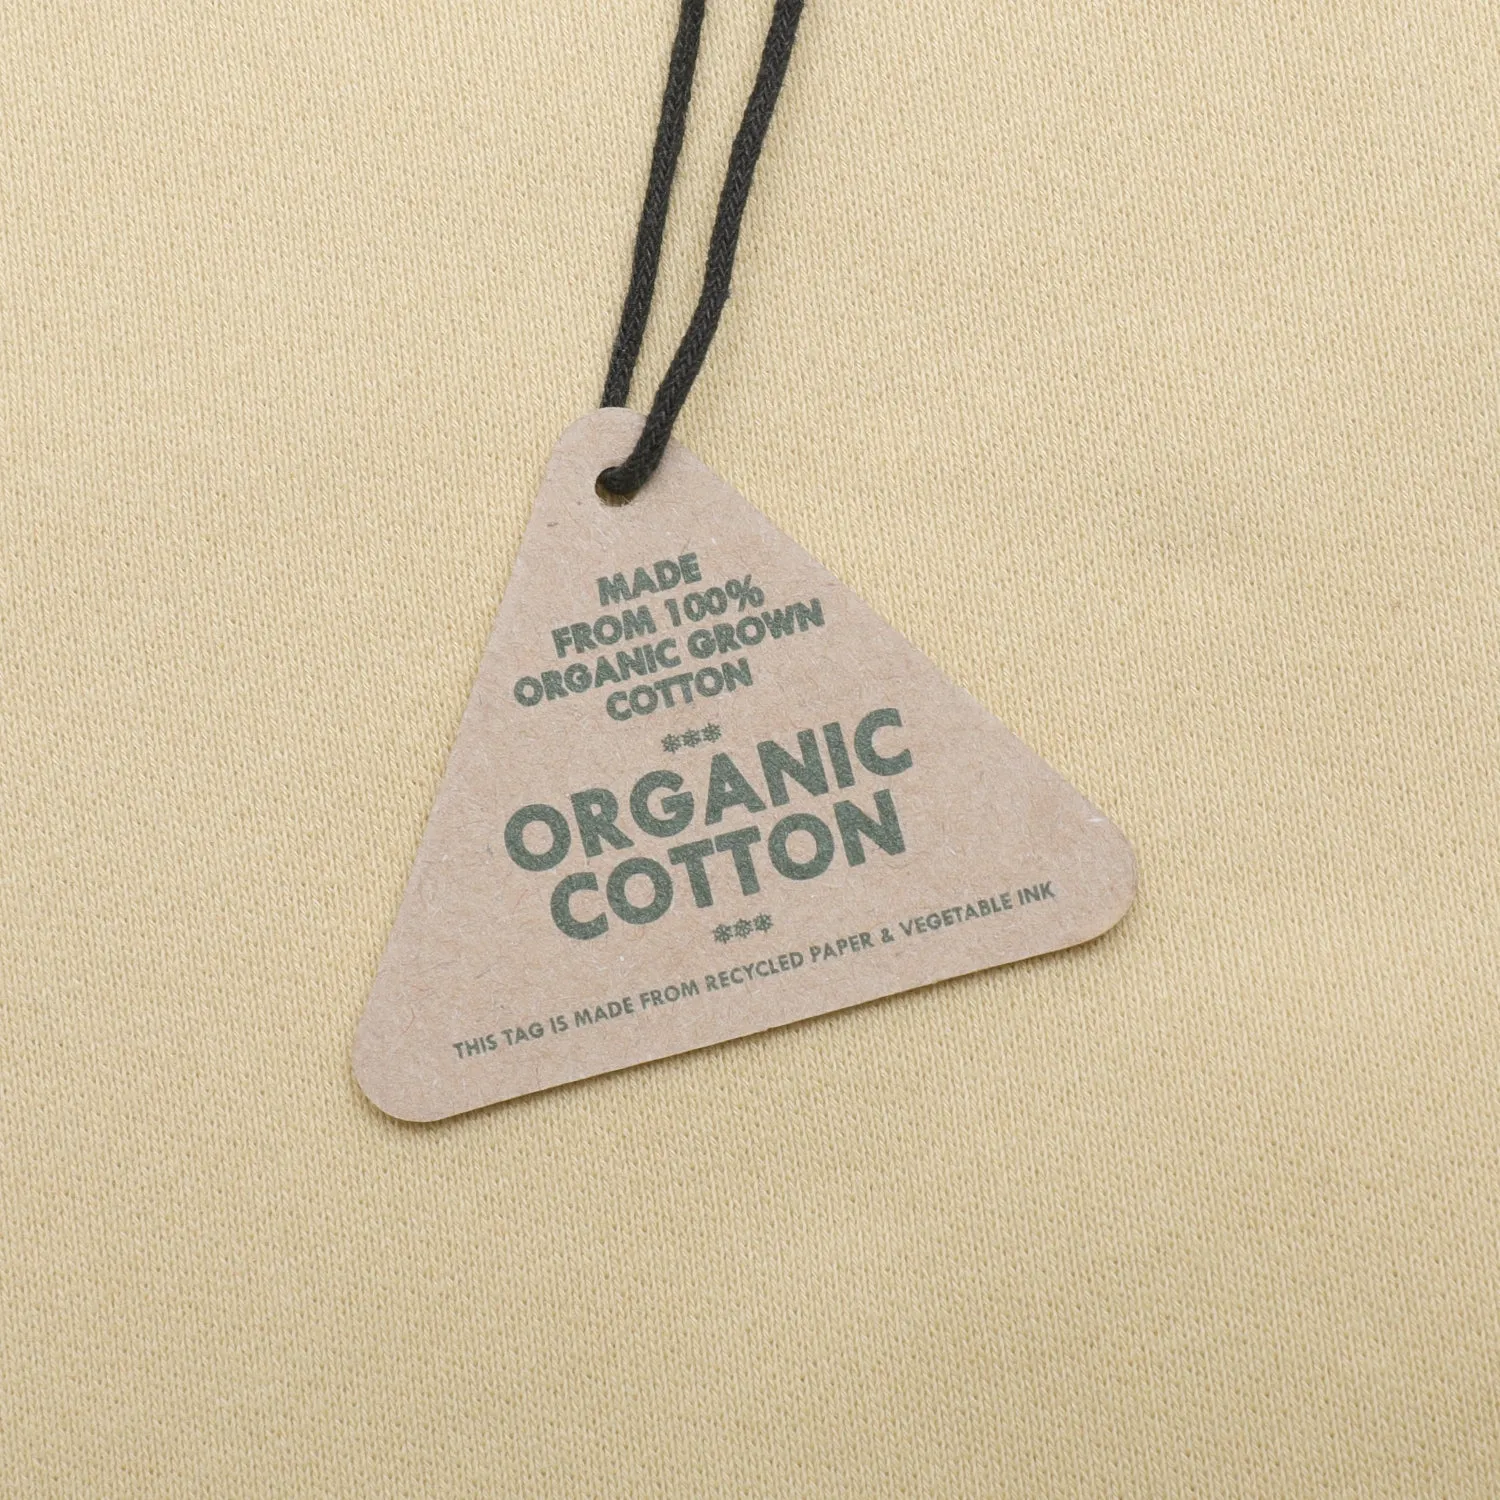 MADE
FROM 100%
ORGANIC GROWN
COTTON
ORGANIC
COTTON
THIS TAG IS MADE FROM RECYCLED PAPER & VEGETABLE INK